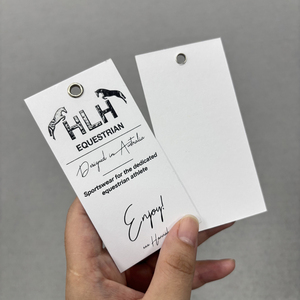 HLH
EQUESTRIAN
Designed in Australia
Sportswear for the dedicated
equestrian athlete
Enjoy!